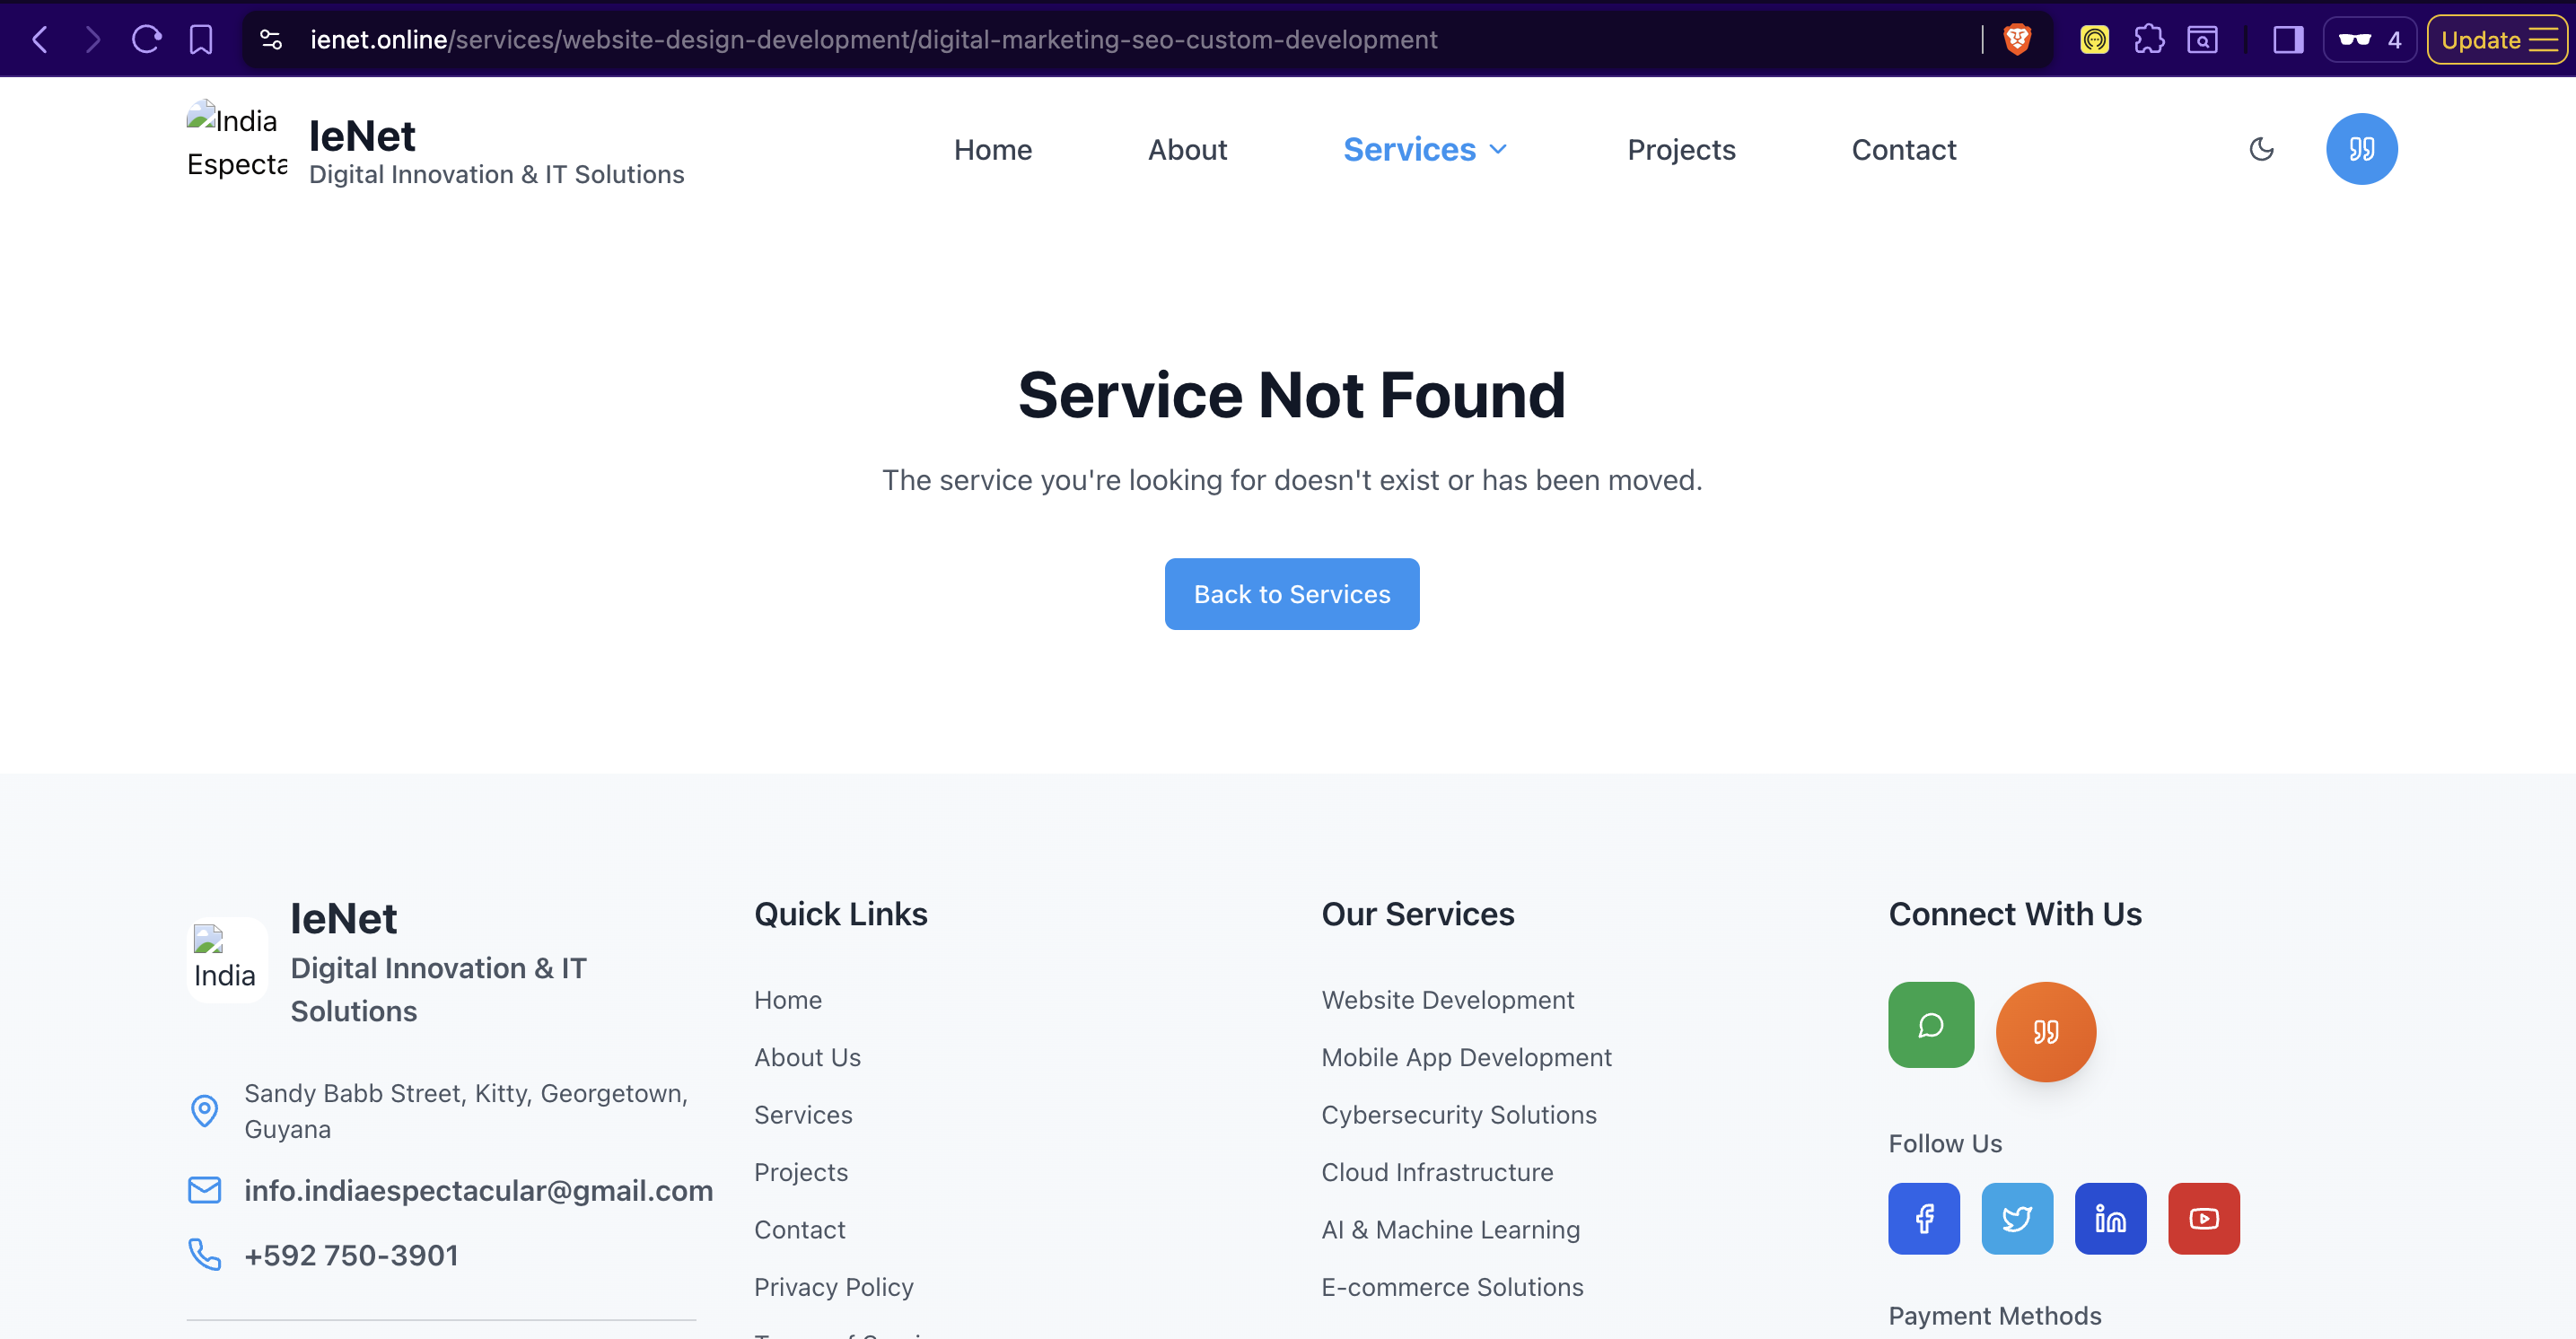 ienet.online/services/website-design-development/digital-marketing-seo-custom-development
4
Update
India
Especta
IeNet
Digital Innovation & IT Solutions
Home
About
Services
Projects
Contact
Service Not Found
The service you're looking for doesn't exist or has been moved.
Back to Services
IeNet
Digital Innovation & IT
Solutions
India
Sandy Babb Street, Kitty, Georgetown,
Guyana
info.indiaespectacular@gmail.com
+592 750-3901
Quick Links
Home
About Us
Services
Projects
Contact
Privacy Policy
Our Services
Website Development
Mobile App Development
Cybersecurity Solutions
Cloud Infrastructure
AI & Machine Learning
E-commerce Solutions
Connect With Us
Follow Us
Payment Methods